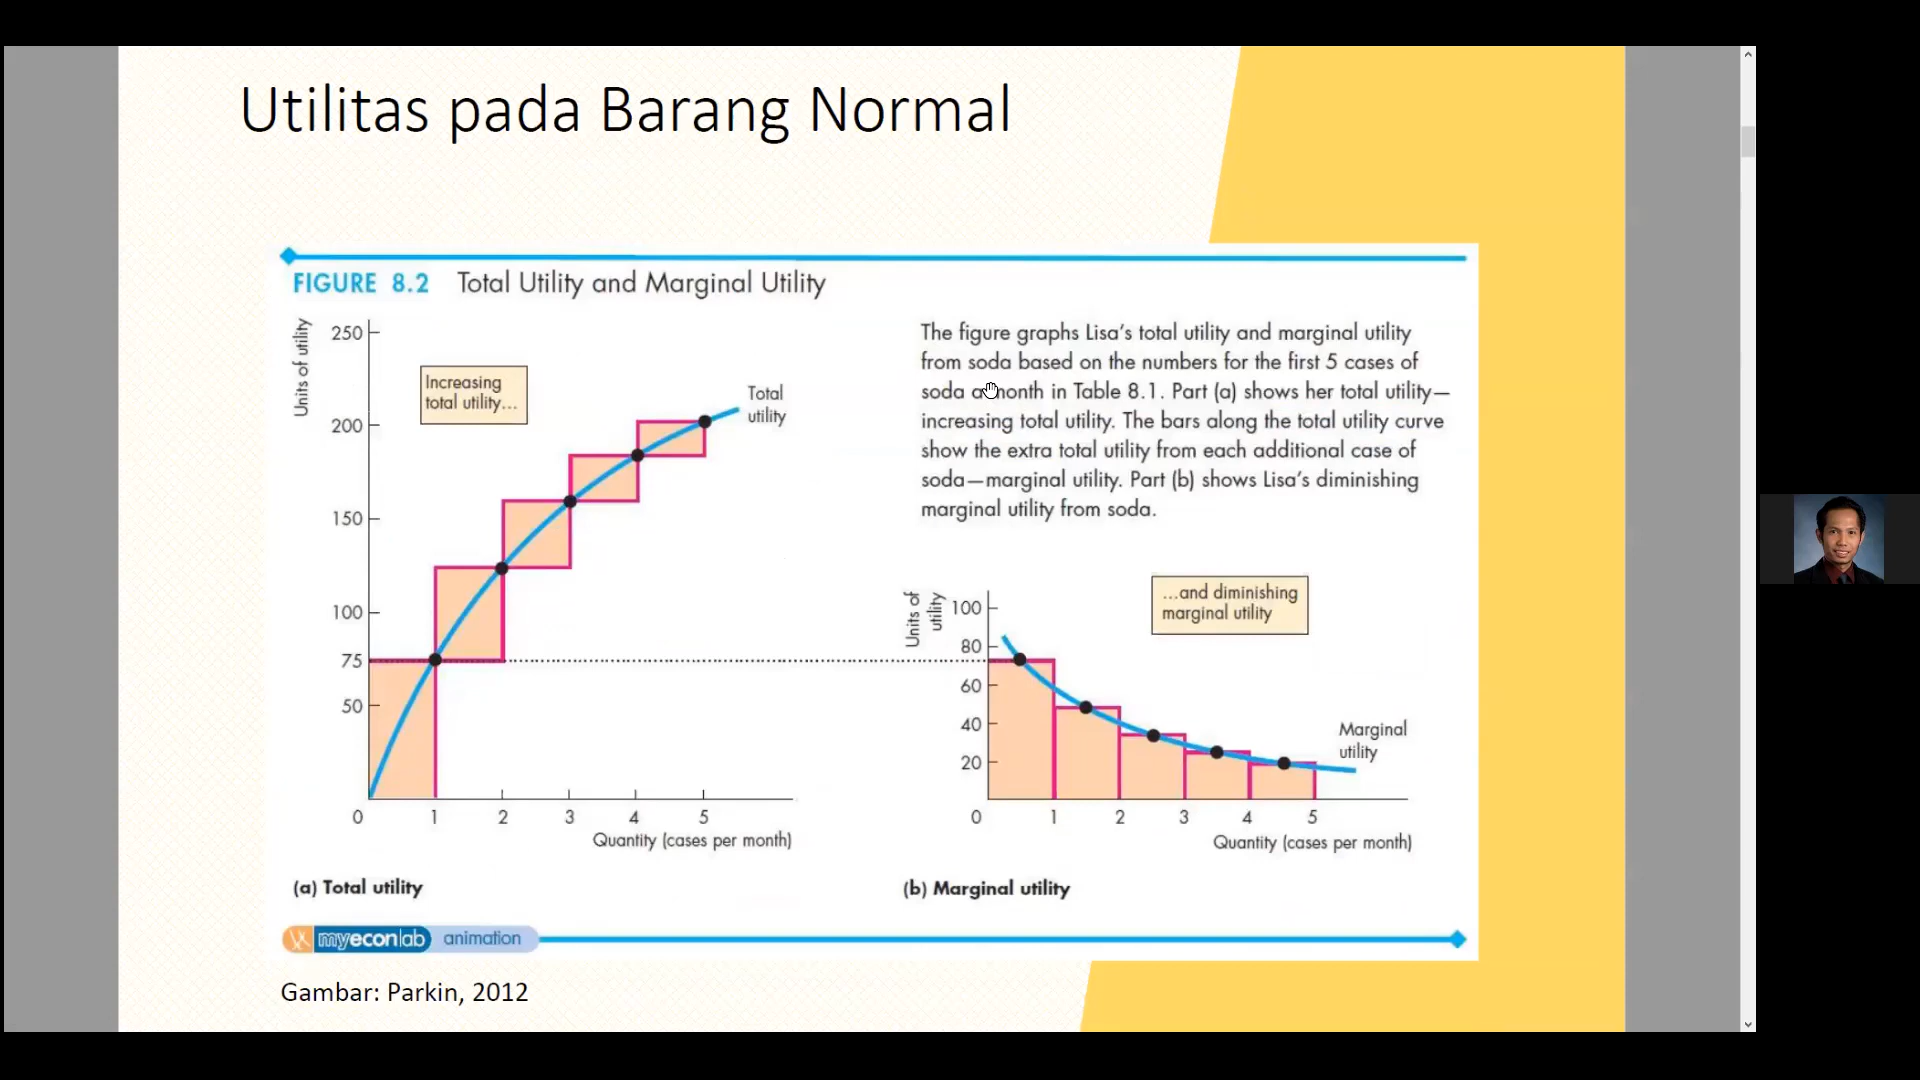 Utilitas pada Barang Normal
FIGURE 8.2 Total Utility and Marginal Utility
Units of utility
250
200
150
100
75
50
0
1
2
3
4
5
Quantity (cases per month)
Increasing
total utility…
Total
utility
(a) Total utility
The figure graphs Lisa's total utility and marginal utility
from soda based on the numbers for the first 5 cases of
soda a month in Table 8.1. Part (a) shows her total utility—
increasing total utility. The bars along the total utility curve
show the extra total utility from each additional case of
soda—marginal utility. Part (b) shows Lisa's diminishing
marginal utility from soda.
Units of
utility
100
80
60
40
20
0
1
2
3
4
5
Quantity (cases per month)
…and diminishing
marginal utility
Marginal
utility
(b) Marginal utility
myeconlab animation
Gambar: Parkin, 2012